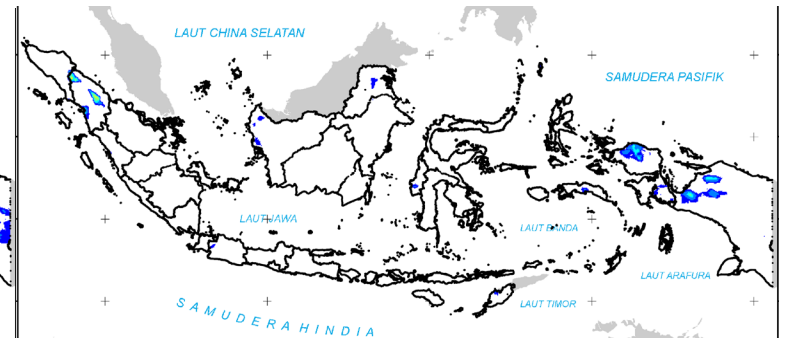 LAUT CHINA SELATAN
SAMUDERA PASIFIK
LAUT JAWA
LAUT BANDA
LAUT ARAFURA
LAUT TIMOR
SAMUDERA HINDIA